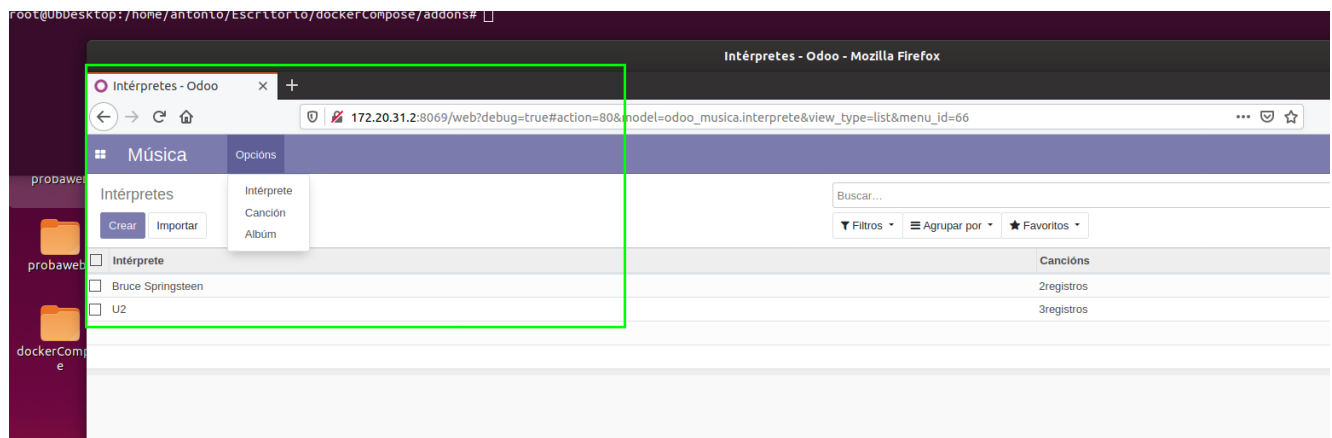 root@UbDesktop:/home/antonio/Escritorio/dockerCompose/addons#
Intérpretes - Odoo - Mozilla Firefox
Intérpretes - Odoo
172.20.31.2:8069/web?debug=true#action=80&model=odoo_musica.interprete&view_type=list&menu_id=66
Música Opcións
probaweb
Intérpretes
Intérprete
Canción
Albúm
Buscar...
Crear Importar
Filtros Agrupar por Favoritos
Intérprete Cancións
probaweb
Bruce Springsteen 2registros
U2 3registros
dockerComp
e